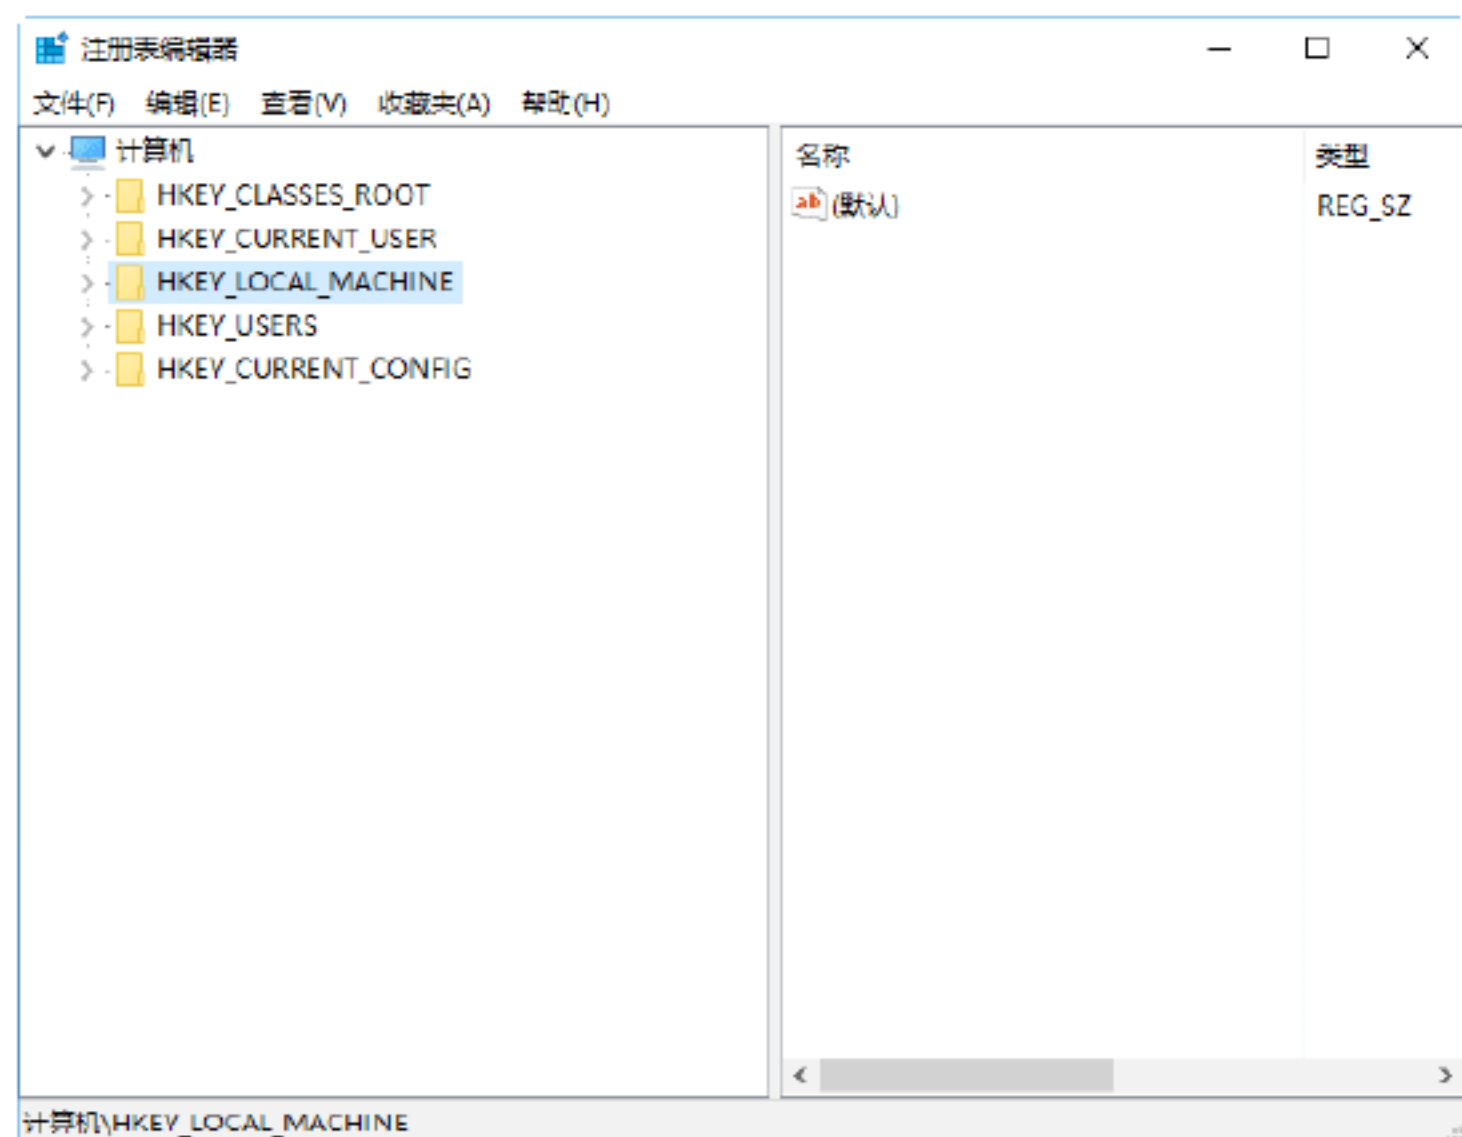 注册表编辑器
文件(F) 编辑(E) 查看(V) 收藏夹(A) 帮助(H)
计算机
HKEY_CLASSES_ROOT
HKEY_CURRENT_USER
HKEY_LOCAL_MACHINE
HKEY_USERS
HKEY_CURRENT_CONFIG
名称 类型
ab (默认) REG_SZ
计算机\HKEY_LOCAL_MACHINE